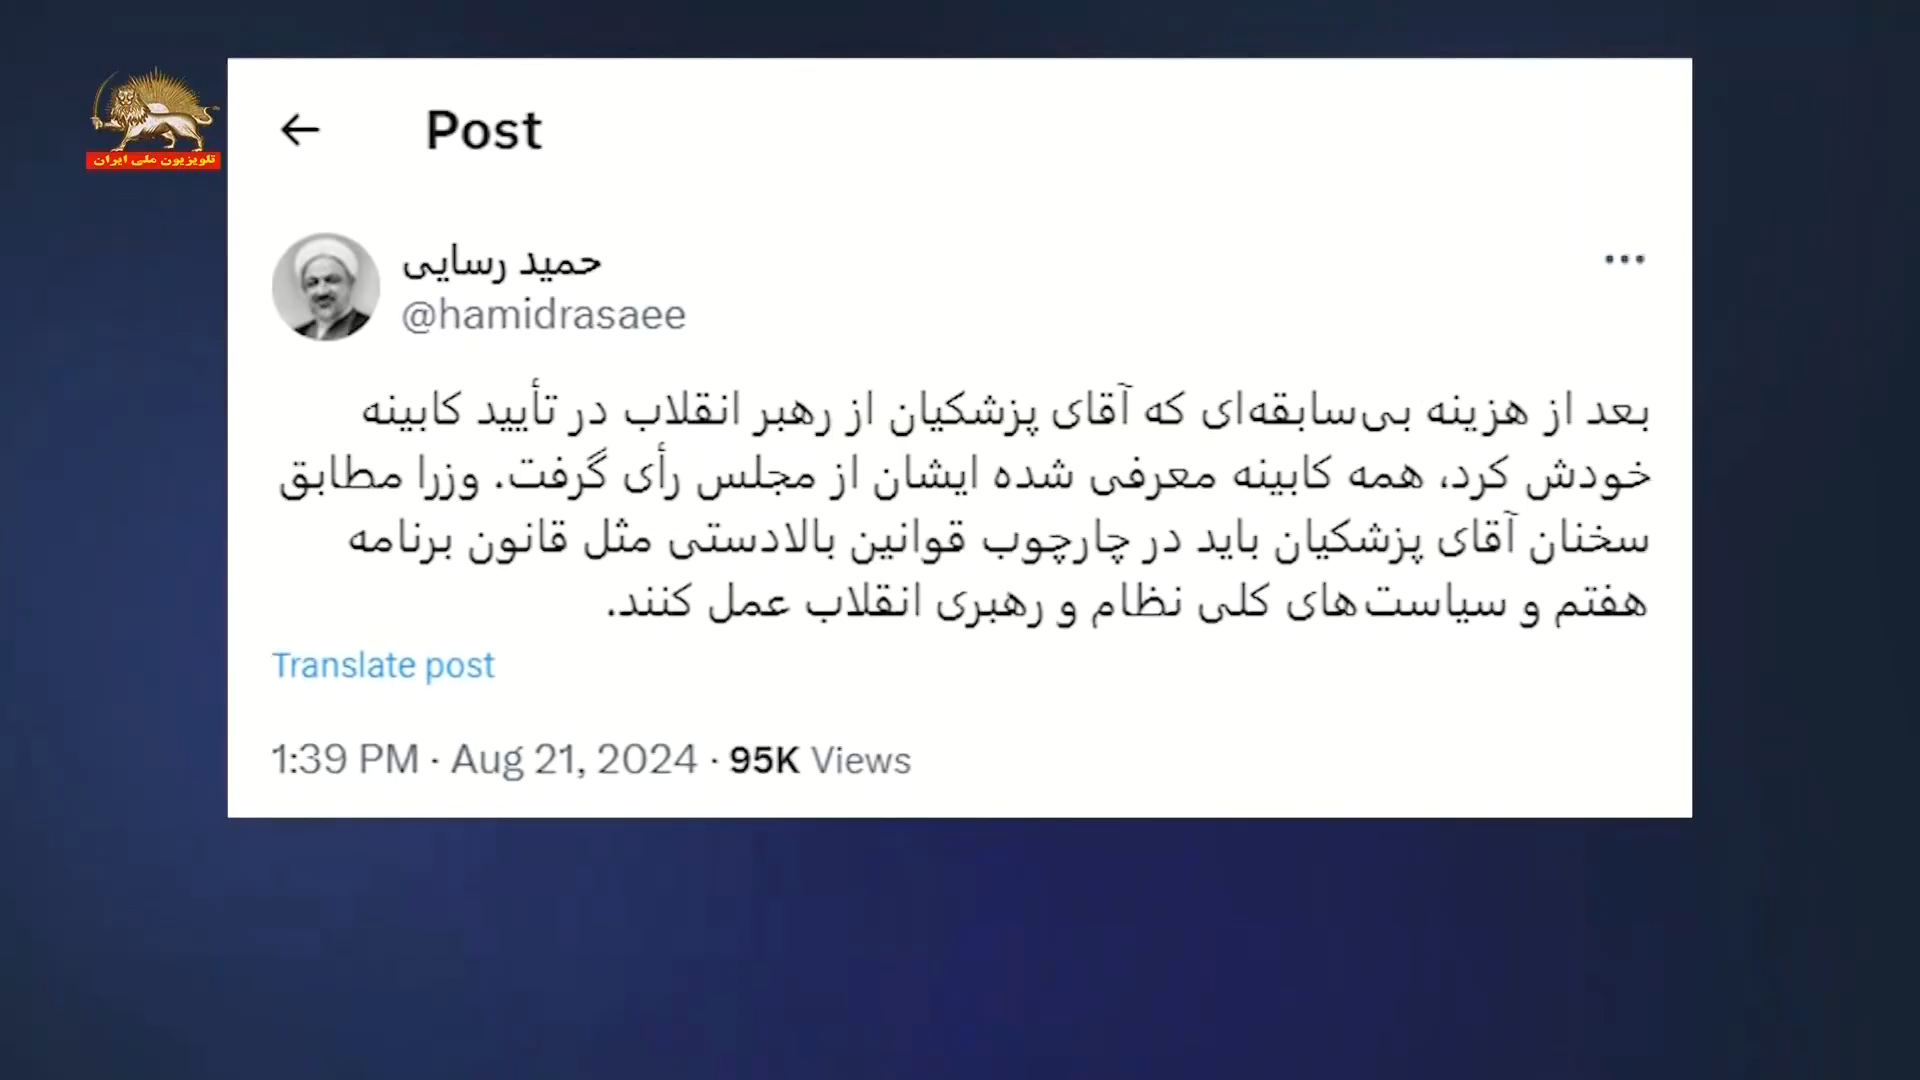 تلویزیون ملی ایران
← Post
حمید رسایی
@hamidrasaee
بعد از هزینه بی‌سابقه‌ای که آقای پزشکیان از رهبر انقلاب در تأیید کابینه
خودش کرد، همه کابینه معرفی شده ایشان از مجلس رأی گرفت. وزرا مطابق
سخنان آقای پزشکیان باید در چارچوب قوانین بالادستی مثل قانون برنامه
هفتم و سیاست‌های کلی نظام و رهبری انقلاب عمل کنند.
Translate post
1:39 PM · Aug 21, 2024 · 95K Views